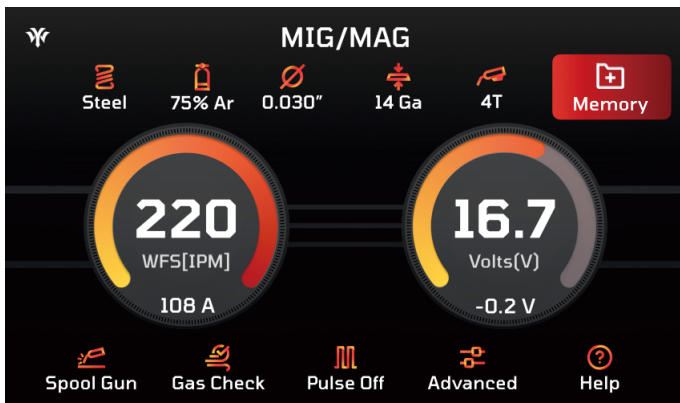 MIG/MAG
Steel 75% Ar 0.030″ 14 Ga 4T Memory
220 16.7
WFS[IPM] Volts(V)
108 A -0.2 V
Spool Gun Gas Check Pulse Off Advanced Help